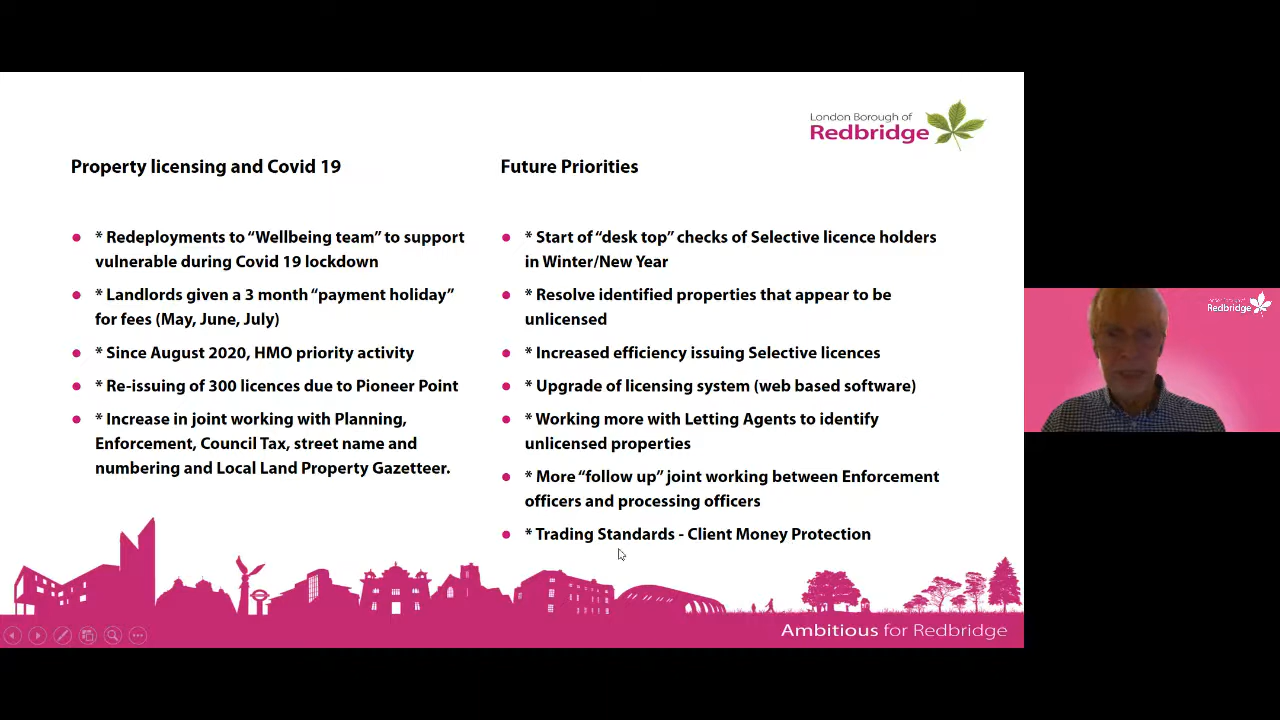 London Borough of
Redbridge
Property licensing and Covid 19
* Redeployments to “Wellbeing team” to support
vulnerable during Covid 19 lockdown
* Landlords given a 3 month “payment holiday”
for fees (May, June, July)
* Since August 2020, HMO priority activity
* Re-issuing of 300 licences due to Pioneer Point
* Increase in joint working with Planning,
Enforcement, Council Tax, street name and
numbering and Local Land Property Gazetteer.
Future Priorities
* Start of “desk top” checks of Selective licence holders
in Winter/New Year
* Resolve identified properties that appear to be
unlicensed
* Increased efficiency issuing Selective licences
* Upgrade of licensing system (web based software)
* Working more with Letting Agents to identify
unlicensed properties
* More “follow up” joint working between Enforcement
officers and processing officers
* Trading Standards - Client Money Protection
Ambitious for Redbridge
Redbridge